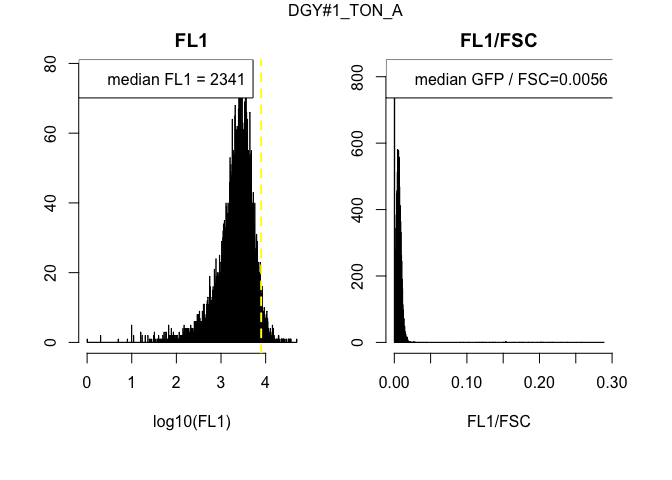 DGY#1_TON_A
FL1
FL1/FSC
median FL1 = 2341
median GFP / FSC=0.0056
80
60
40
20
0
800
600
400
200
0
0 1 2 3 4
0.00 0.10 0.20 0.30
log10(FL1)
FL1/FSC